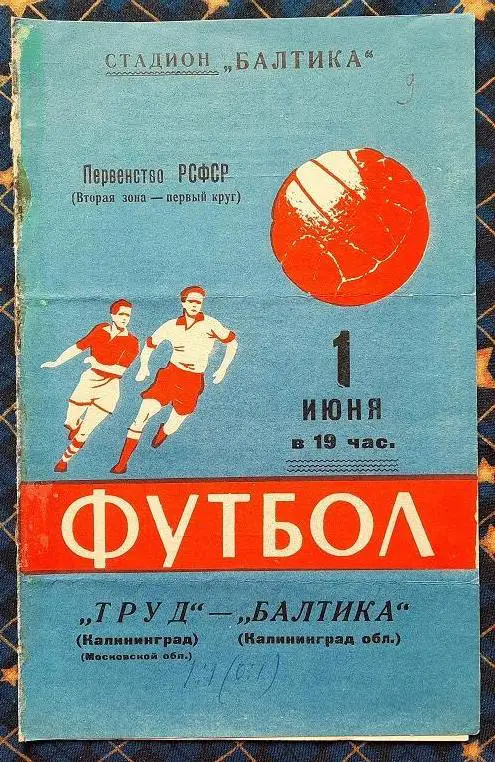 СТАДИОН „БАЛТИКА“
9
Первенство РСФСР
(Вторая зона — первый круг)
1
ИЮНЯ
в 19 час.
ФУТБОЛ
„ТРУД“ — „БАЛТИКА“
(Калининград) (Калининград обл.)
(Московской обл.)
1:1 (0:1)